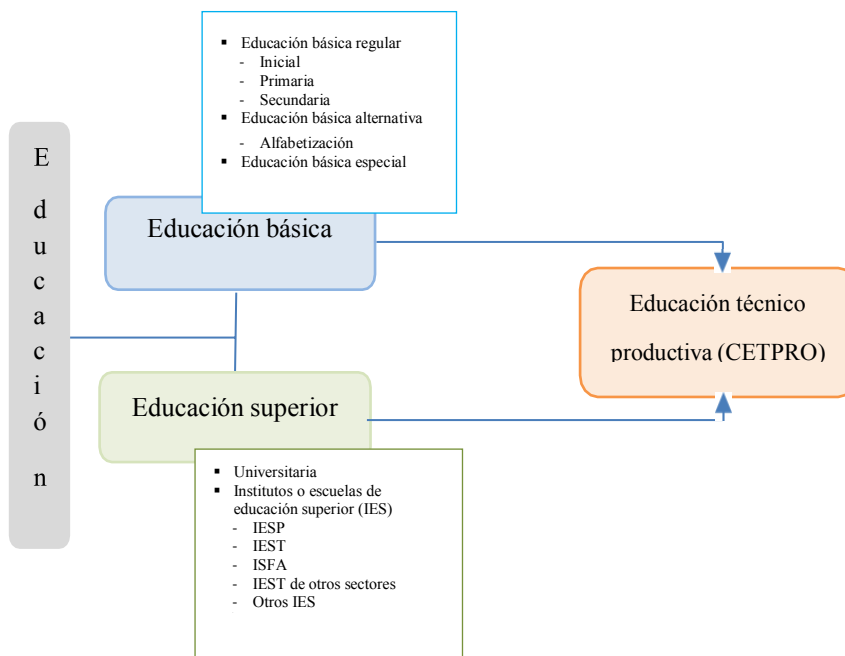 Educación
▪ Educación básica regular
- Inicial
- Primaria
- Secundaria
▪ Educación básica alternativa
- Alfabetización
▪ Educación básica especial
Educación básica
Educación técnico
productiva (CETPRO)
Educación superior
▪ Universitaria
▪ Institutos o escuelas de
educación superior (IES)
- IESP
- IEST
- ISFA
- IEST de otros sectores
- Otros IES